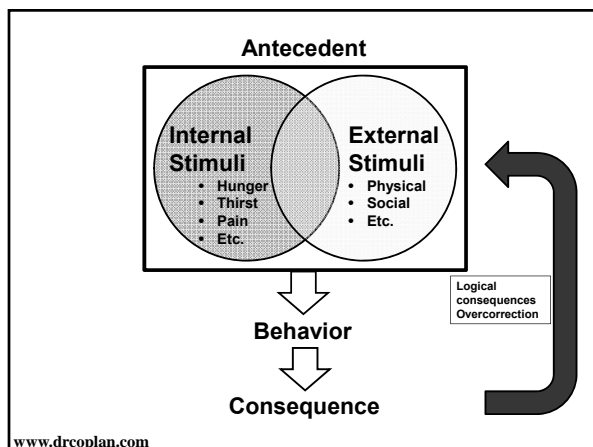 Antecedent
Internal
Stimuli
• Hunger
• Thirst
• Pain
• Etc.
External
Stimuli
• Physical
• Social
• Etc.
Logical
consequences
Overcorrection
Behavior
Consequence
www.drcoplan.com